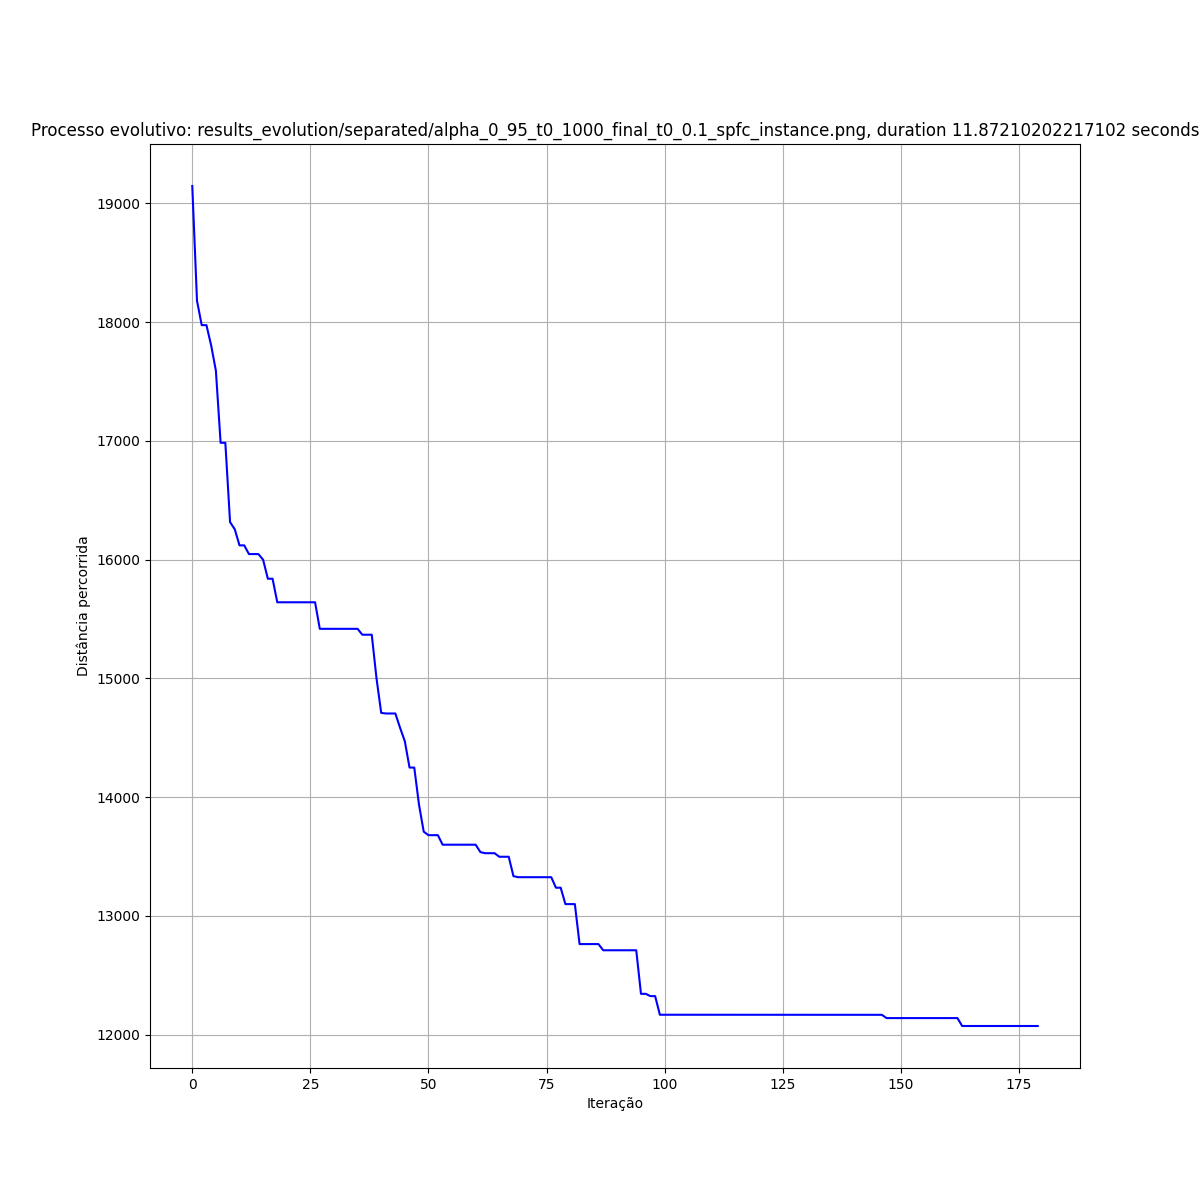 Processo evolutivo: results_evolution/separated/alpha_0_95_t0_1000_final_t0_0.1_spfc_instance.png, duration 11.87210202217102 seconds
19000
18000
17000
16000
15000
14000
13000
12000
Distância percorrida
0 25 50 75 100 125 150 175
Iteração